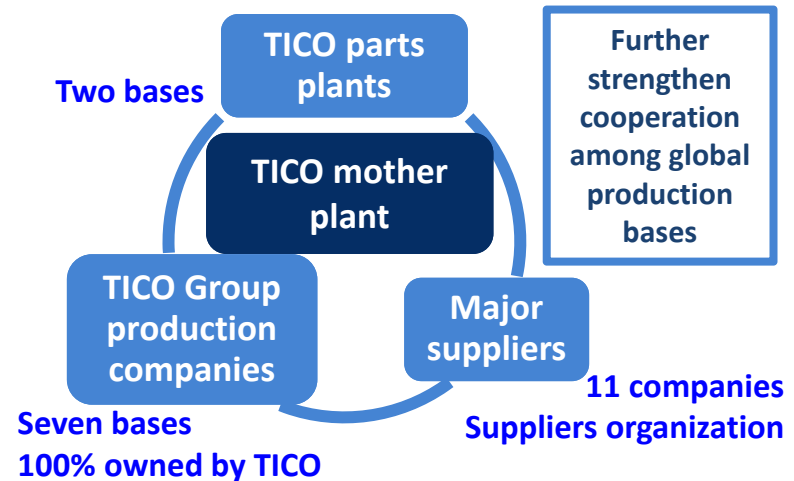 TICO parts
plants
Two bases
TICO mother
plant
Further
strengthen
cooperation
among global
production
bases
TICO Group
production
companies
Major
suppliers
Seven bases
100% owned by TICO
11 companies
Suppliers organization